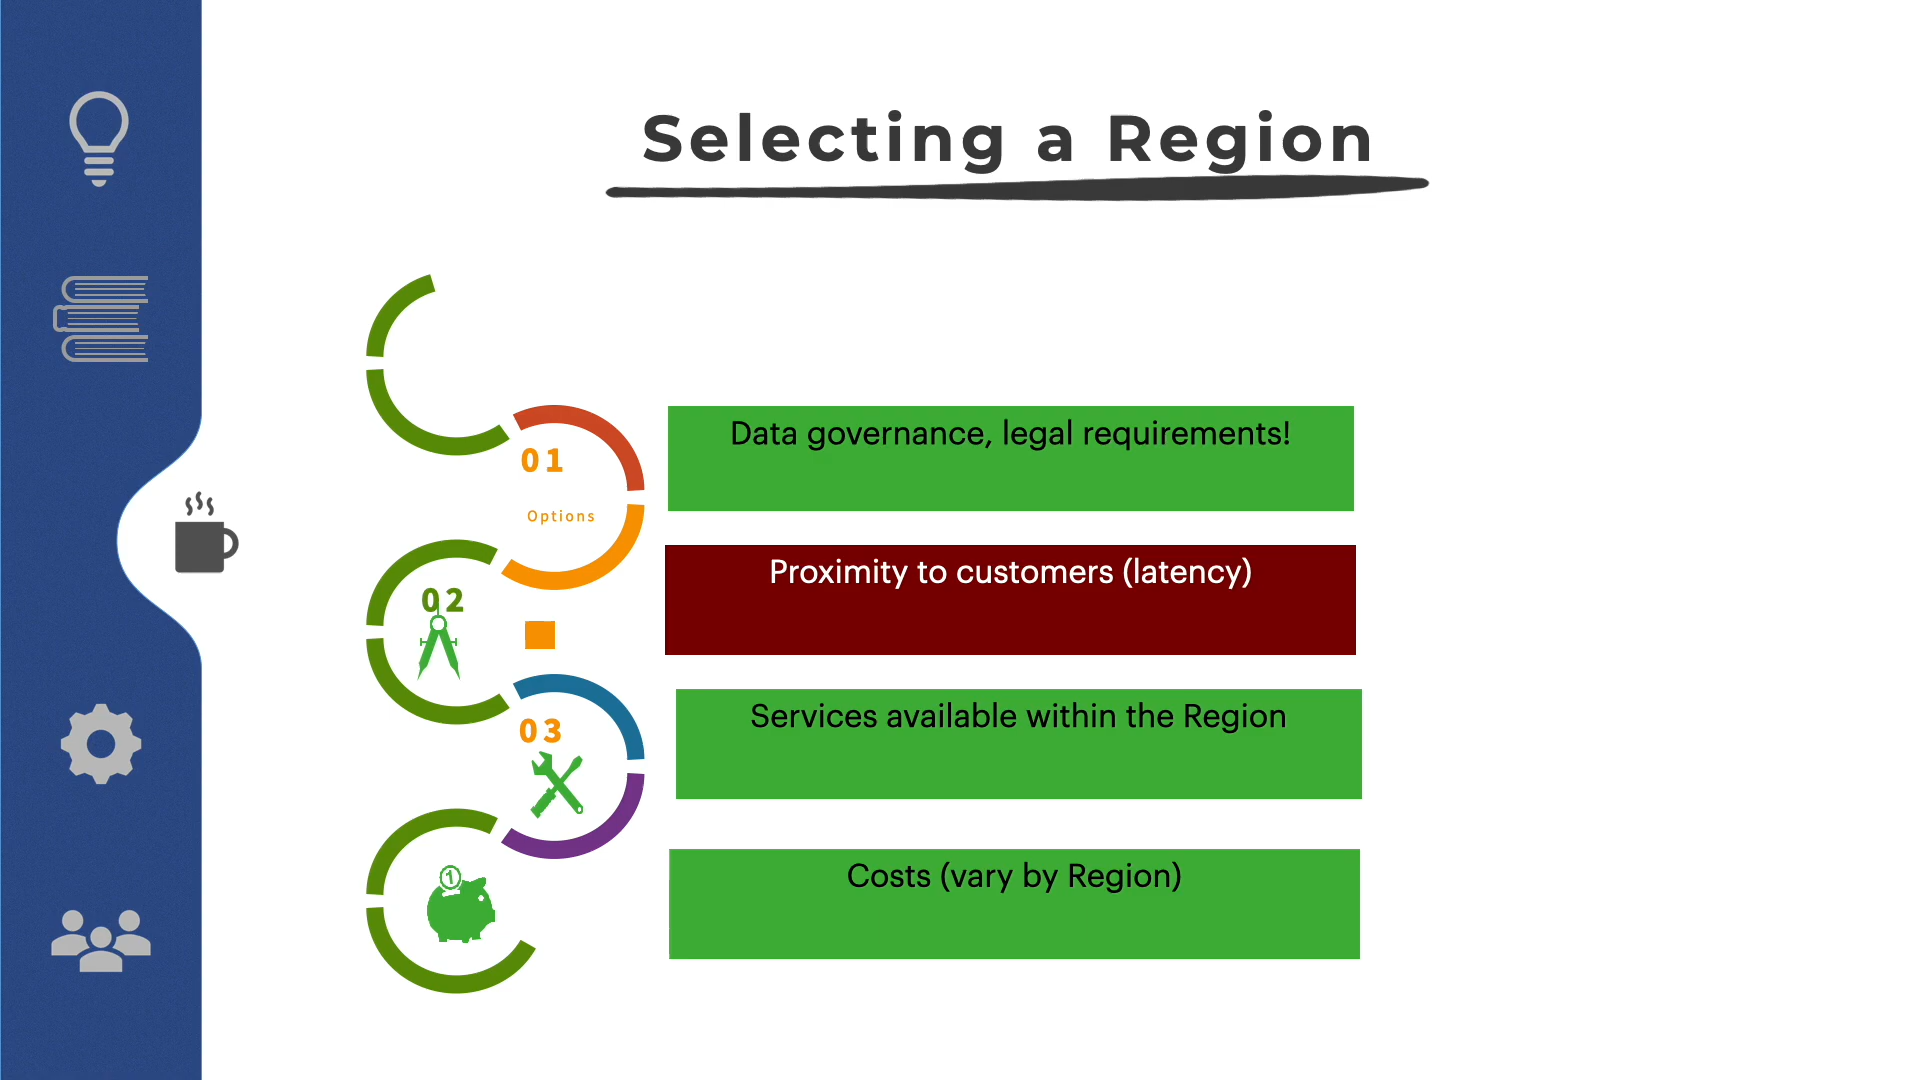 Selecting a Region
01
Data governance, legal requirements!
Options
Proximity to customers (latency)
02
Services available within the Region
03
Costs (vary by Region)
1